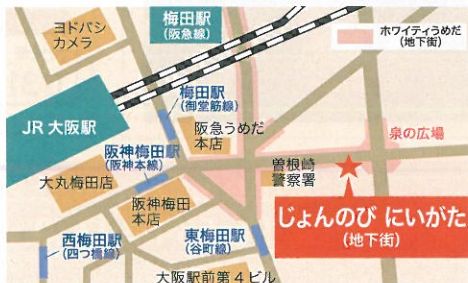 ヨドバシ
カメラ
梅田駅
(阪急線)
ホワイティうめだ
(地下街)
梅田駅
(御堂筋線)
JR 大阪駅
阪急うめだ
本店
泉の広場
阪神梅田駅
(阪神本線)
曽根崎
警察署
大丸梅田店
阪神梅田
本店
じょんのび にいがた
(地下街)
西梅田駅
(四つ橋線)
東梅田駅
(谷町線)
大阪駅前第4ビル